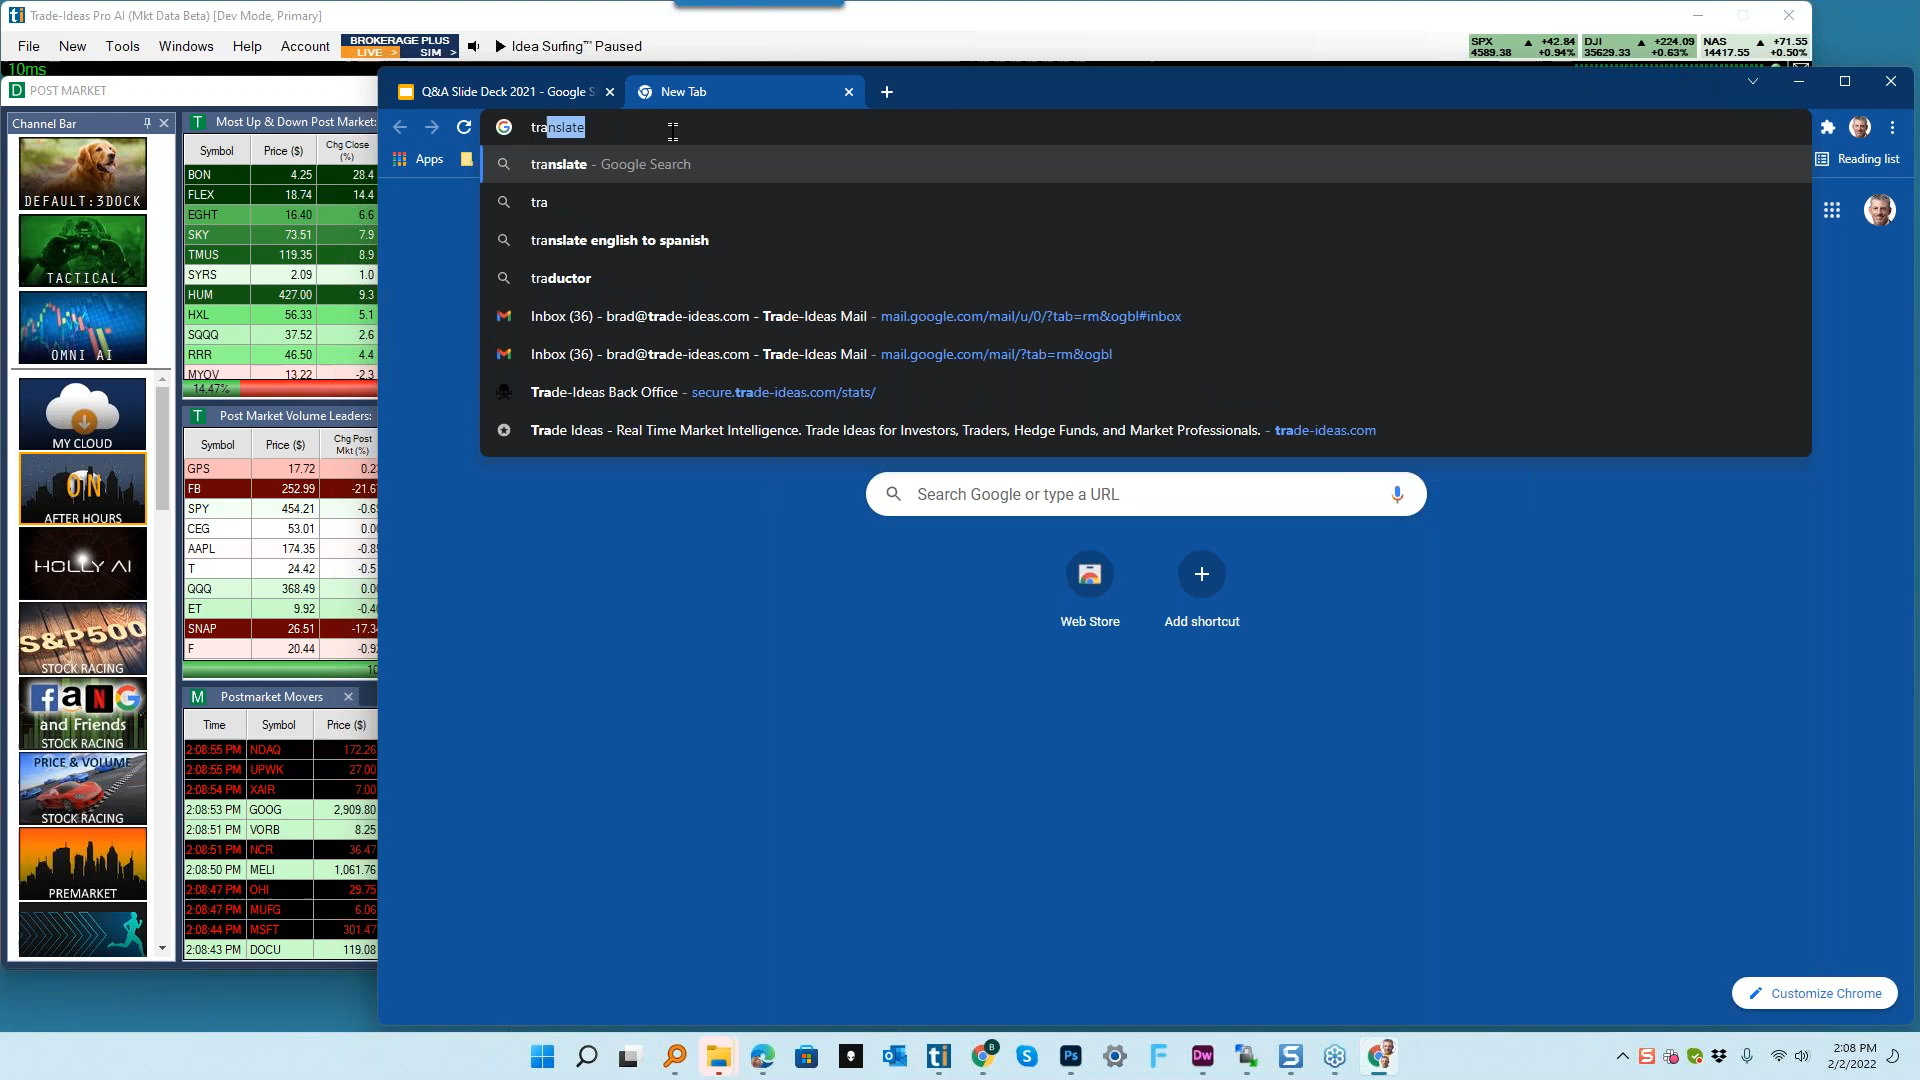 Trade-Ideas Pro AI (Mkt Data Beta) [Dev Mode, Primary]
File New Tools Windows Help Account BROKERAGE PLUS LIVE > SIM > Idea Surfing™ Paused
SPX 4589.38 +42.84 +0.94% DJI 35629.33 +224.09 +0.63% NAS 14417.55 +71.55 +0.50%
10ms
POST MARKET
Channel Bar
DEFAULT:3DOCK
TACTICAL
OMNI AI
MY CLOUD
ON
AFTER HOURS
HOLLY AI
S&P500
STOCK RACING
FaNG
and Friends
STOCK RACING
PRICE & VOLUME
STOCK RACING
PREMARKET
Most Up & Down Post Market:
Symbol Price ($) Chg Close (%)
BON 4.25 28.4
FLEX 18.74 14.4
EGHT 16.40 6.6
SKY 73.51 7.9
TMUS 119.35 8.9
SYRS 2.09 1.0
HUM 427.00 9.3
HXL 56.33 5.1
SQQQ 37.52 2.6
RRR 46.50 4.4
MYOV 13.22 -2.3
14.47%
Post Market Volume Leaders:
Symbol Price ($) Chg Post Mkt (%)
GPS 17.72
FB 252.99
SPY 454.21
CEG 53.01
AAPL 174.35
T 24.42
QQQ 368.49
ET 9.92
SNAP 26.51
F 20.44
Postmarket Movers
Time Symbol Price ($)
2:08:55 PM NDAQ 172.26
2:08:55 PM UPWK 27.00
2:08:54 PM XAIR 7.00
2:08:53 PM GOOG 2,909.80
2:08:51 PM VORB 8.25
2:08:51 PM NCR 36.47
2:08:50 PM MELI 1,061.76
2:08:47 PM OHI 29.75
2:08:47 PM MUFG 6.06
2:08:44 PM MSFT 301.47
2:08:43 PM DOCU 119.08
Q&A Slide Deck 2021 - Google S New Tab
translate
Apps Reading list
translate - Google Search
tra
translate english to spanish
traductor
Inbox (36) - brad@trade-ideas.com - Trade-Ideas Mail - mail.google.com/mail/u/0/?tab=rm&ogbl#inbox
Inbox (36) - brad@trade-ideas.com - Trade-Ideas Mail - mail.google.com/mail/?tab=rm&ogbl
Trade-Ideas Back Office - secure.trade-ideas.com/stats/
Trade Ideas - Real Time Market Intelligence. Trade Ideas for Investors, Traders, Hedge Funds, and Market Professionals. - trade-ideas.com
Search Google or type a URL
Web Store Add shortcut
Customize Chrome
2:08 PM
2/2/2022